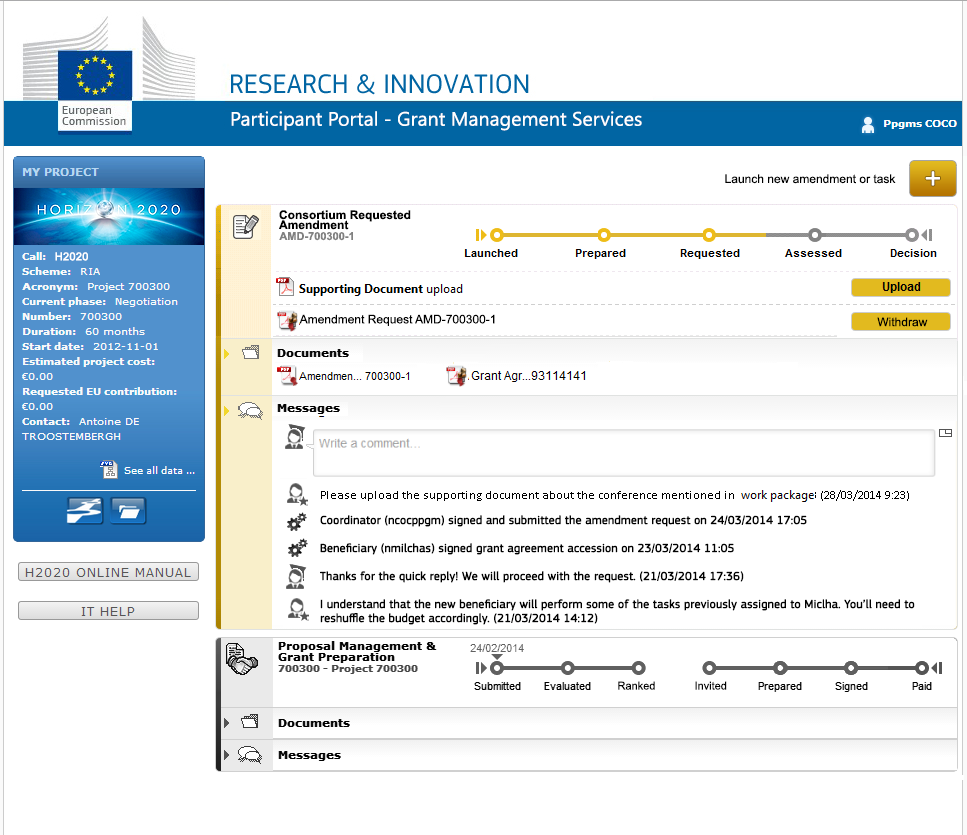 European
Commission
RESEARCH & INNOVATION
Participant Portal - Grant Management Services
Ppgms COCO
MY PROJECT
HORIZON 2020
Call: H2020
Scheme: RIA
Acronym: Project 700300
Current phase: Negotiation
Number: 700300
Duration: 60 months
Start date: 2012-11-01
Estimated project cost:
€0.00
Requested EU contribution:
€0.00
Contact: Antoine DE
TROOSTEMBERGH
See all data ...
H2020 ONLINE MANUAL
IT HELP
Launch new amendment or task
+
Consortium Requested
Amendment
AMD-700300-1
Launched Prepared Requested Assessed Decision
Supporting Document upload
Upload
Amendment Request AMD-700300-1
Withdraw
Documents
Amendmen... 700300-1
Grant Agr...93114141
Messages
Write a comment...
Please upload the supporting document about the conference mentioned in work package (28/03/2014 9:23)
Coordinator (ncocppgm) signed and submitted the amendment request on 24/03/2014 17:05
Beneficiary (nmilchas) signed grant agreement accession on 23/03/2014 11:05
Thanks for the quick reply! We will proceed with the request. (21/03/2014 17:36)
I understand that the new beneficiary will perform some of the tasks previously assigned to Miclha. You'll need to
reshuffle the budget accordingly. (21/03/2014 14:12)
Proposal Management &
Grant Preparation
700300 - Project 700300
24/02/2014
Submitted Evaluated Ranked Invited Prepared Signed Paid
Documents
Messages